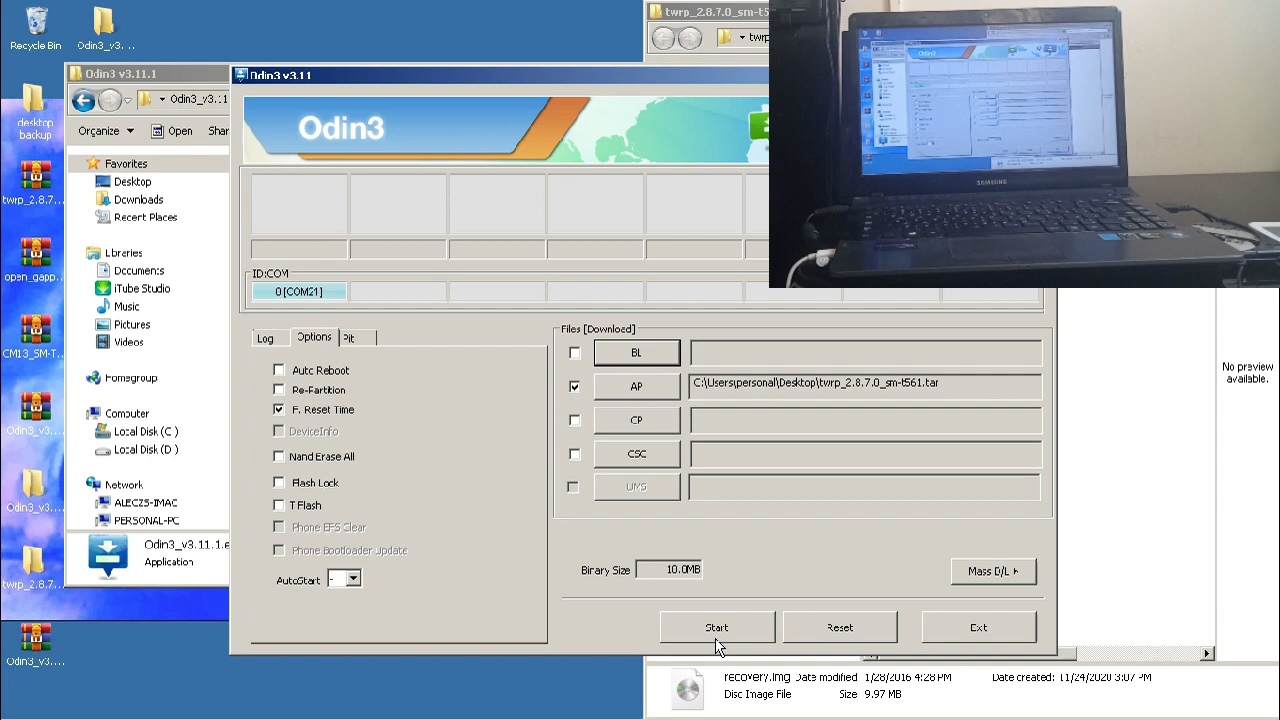 Recycle Bin
Odin3_v3....
desktop
backup
twrp_2.8.7....
open_gapp...
CM13_SM-T...
Odin3_v3....
Odin3_v3....
twrp_2.8.7...
Odin3_v3....
Odin3 v3.11.1
Odin3_v3.1
Organize
Open
Favorites
Desktop
Downloads
Recent Places
Libraries
Documents
iTube Studio
Music
Pictures
Videos
Homegroup
Computer
Local Disk (C )
Local Disk (D )
Network
ALECZS-IMAC
PERSONAL-PC
Odin3_v3.11.1.e
Application
twrp_2.8.7.0_sm-t5
twrp
Odin3 v3.11
Odin3
ID:COM
0[COM21]
Log
Options
Pit
Auto Reboot
Re-Partition
F. Reset Time
DeviceInfo
Nand Erase All
Flash Lock
T Flash
Phone EFS Clear
Phone Bootloader Update
AutoStart -
Files [Download]
BL
AP C:\Users\personal\Desktop\twrp_2.8.7.0_sm-t561.tar
CP
CSC
UMS
Binary Size 10.0MB
Mass D/L
Start
Reset
Exit
Odin3
SAMSUNG
No preview
available.
recovery.img Date modified 1/28/2016 4:28 PM Date created: 11/24/2020 3:07 PM
Disc Image File Size 9.97 MB